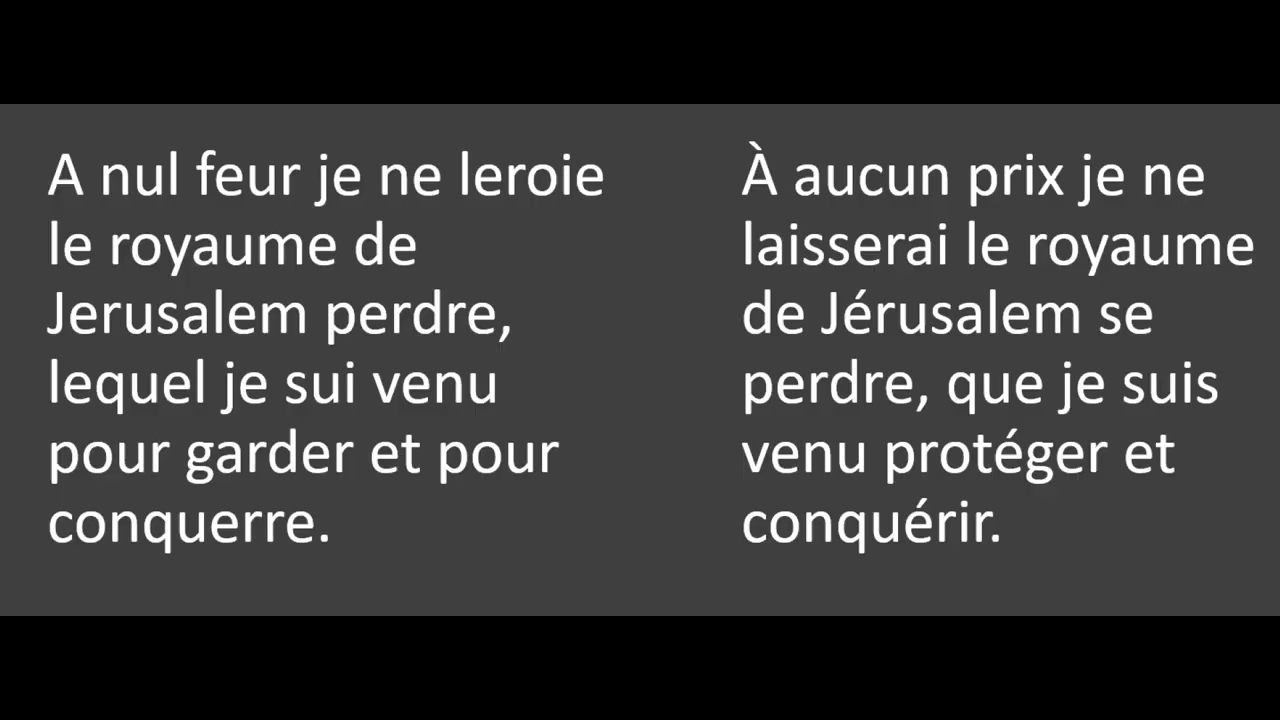 A nul feur je ne leroie
le royaume de
Jerusalem perdre,
lequel je sui venu
pour garder et pour
conquerre.
À aucun prix je ne
laisserai le royaume
de Jérusalem se
perdre, que je suis
venu protéger et
conquérir.